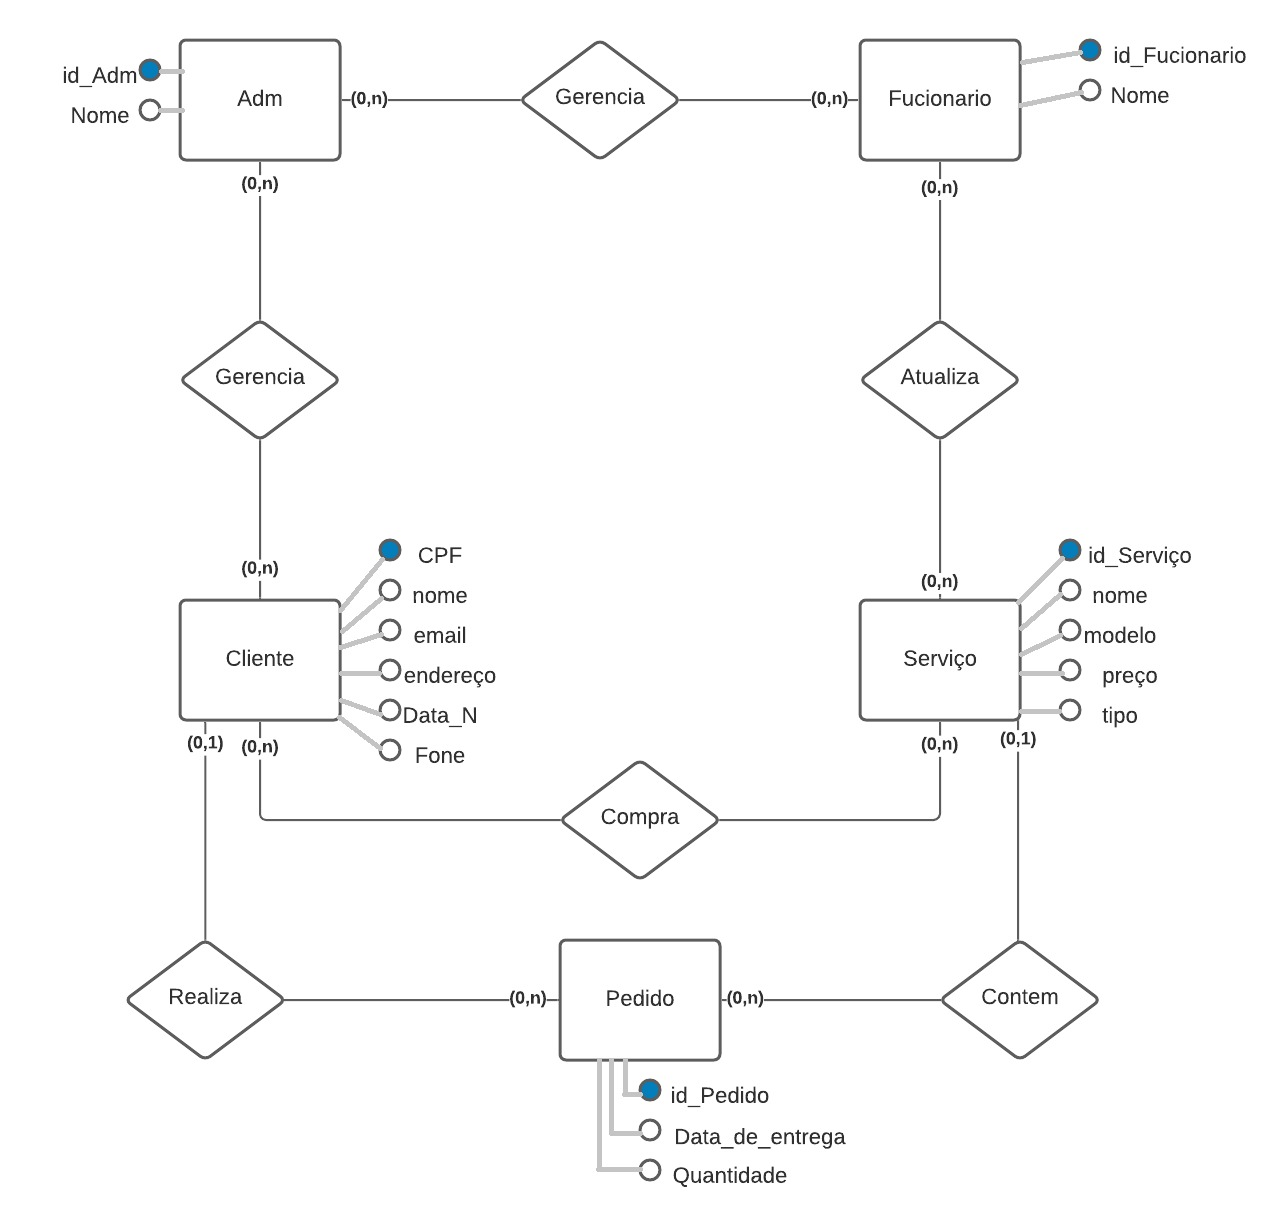 id_Adm
Nome
Adm
(0,n)
Gerencia
(0,n)
Fucionario
id_Fucionario
Nome
(0,n)
(0,n)
Gerencia
Atualiza
(0,n)
(0,n)
Cliente
CPF
nome
email
endereço
Data_N
Fone
Serviço
id_Serviço
nome
modelo
preço
tipo
(0,1)
(0,n)
(0,n)
(0,1)
Compra
Realiza
(0,n)
Pedido
(0,n)
Contem
id_Pedido
Data_de_entrega
Quantidade